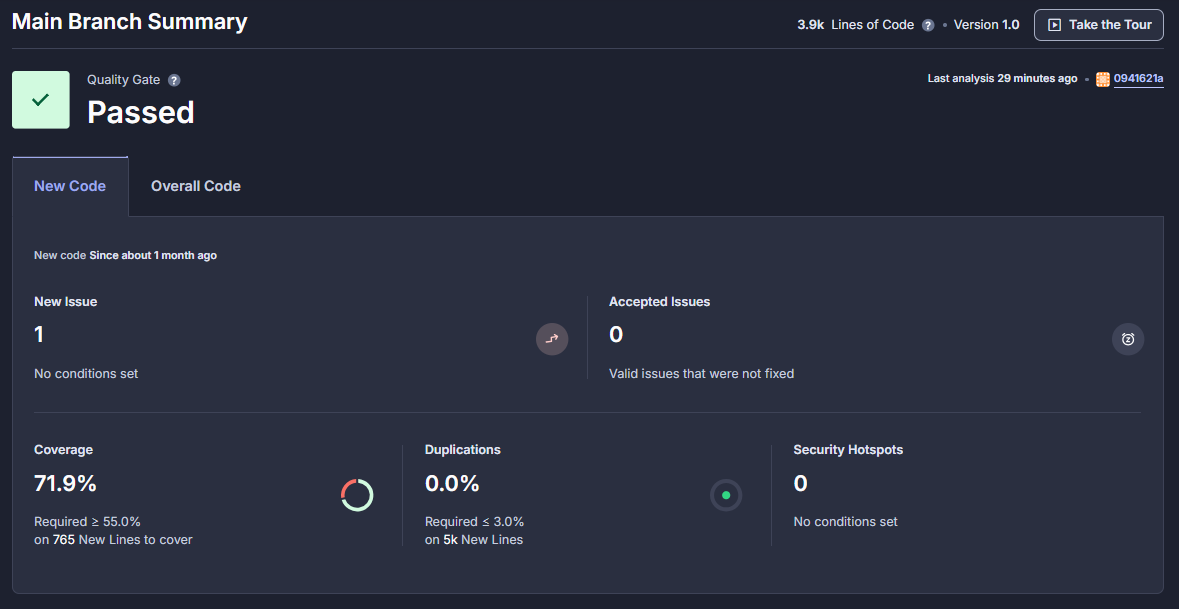 Main Branch Summary
3.9k Lines of Code ? • Version 1.0 Take the Tour
Quality Gate ?
Passed
Last analysis 29 minutes ago • 0941621a
New Code Overall Code
New code Since about 1 month ago
New Issue
1
No conditions set
Accepted Issues
0
Valid issues that were not fixed
Coverage
71.9%
Required ≥ 55.0%
on 765 New Lines to cover
Duplications
0.0%
Required ≤ 3.0%
on 5k New Lines
Security Hotspots
0
No conditions set